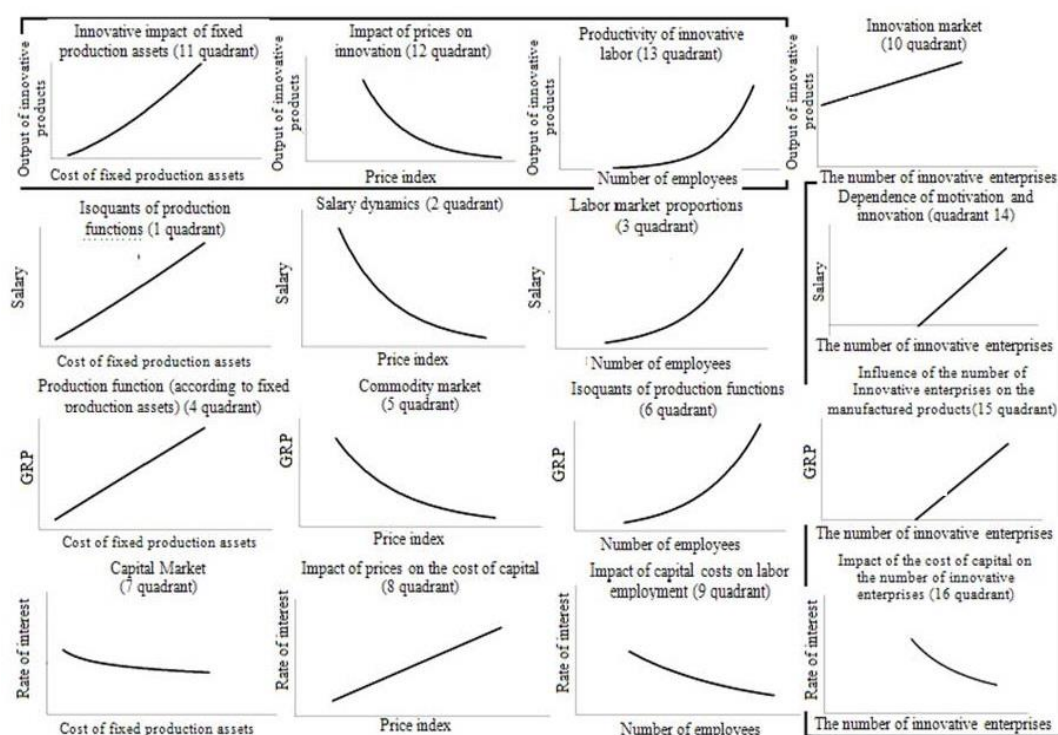 Innovative impact of fixed
production assets (11 quadrant)
Output of innovative
products
Cost of fixed production assets
Impact of prices on
innovation (12 quadrant)
Output of innovative
products
Price index
Productivity of innovative
labor (13 quadrant)
Output of innovative
products
Number of employees
Innovation market
(10 quadrant)
Output of innovative
products
The number of innovative enterprises
Isoquants of production
functions (1 quadrant)
Salary
Cost of fixed production assets
Salary dynamics (2 quadrant)
Salary
Price index
Labor market proportions
(3 quadrant)
Salary
Number of employees
Dependence of motivation and
innovation (quadrant 14)
Salary
The number of innovative enterprises
Production function (according to fixed
production assets) (4 quadrant)
GRP
Cost of fixed production assets
Commodity market
(5 quadrant)
GRP
Price index
Isoquants of production functions
(6 quadrant)
GRP
Number of employees
Influence of the number of
Innovative enterprises on the
manufactured products (15 quadrant)
GRP
The number of innovative enterprises
Capital Market
(7 quadrant)
Rate of interest
Cost of fixed production assets
Impact of prices on the cost of capital
(8 quadrant)
Rate of interest
Price index
Impact of capital costs on labor
employment (9 quadrant)
Rate of interest
Number of employees
Impact of the cost of capital on
the number of innovative
enterprises (16 quadrant)
Rate of interest
The number of innovative enterprises